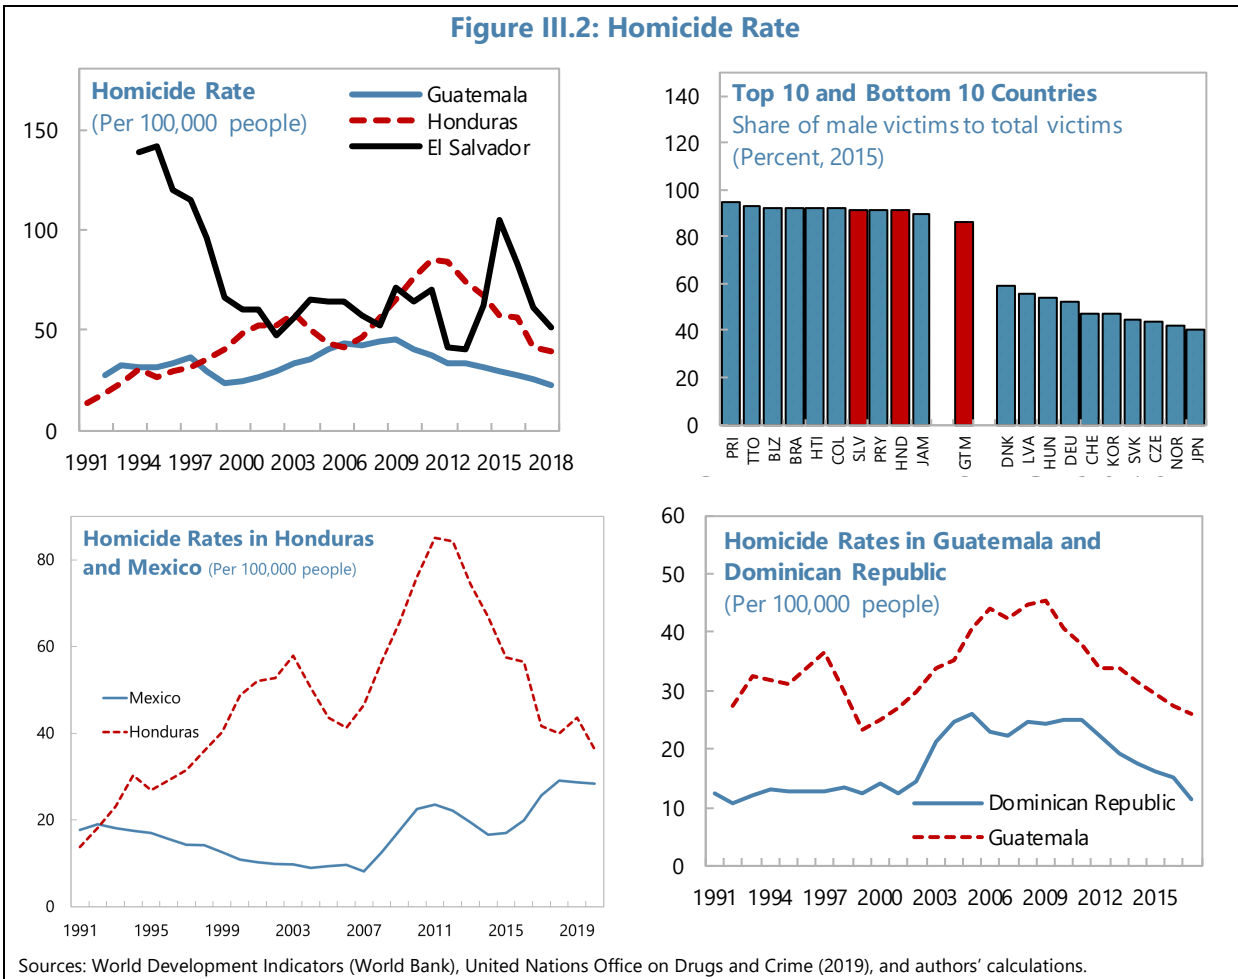 Figure III.2: Homicide Rate
Homicide Rate
(Per 100,000 people)
Guatemala
Honduras
El Salvador
150
100
50
0
1991 1994 1997 2000 2003 2006 2009 2012 2015 2018
Top 10 and Bottom 10 Countries
Share of male victims to total victims
(Percent, 2015)
140
120
100
80
60
40
20
0
PRI TTO BLZ BRA HTI COL SLV PRY HND JAM GTM DNK LVA HUN DEU CHE KOR SVK CZE NOR JPN
Homicide Rates in Honduras
and Mexico (Per 100,000 people)
Mexico
Honduras
80
60
40
20
0
1991 1995 1999 2003 2007 2011 2015 2019
Homicide Rates in Guatemala and
Dominican Republic
(Per 100,000 people)
60
50
40
30
20
10
0
Dominican Republic
Guatemala
1991 1994 1997 2000 2003 2006 2009 2012 2015
Sources: World Development Indicators (World Bank), United Nations Office on Drugs and Crime (2019), and authors' calculations.